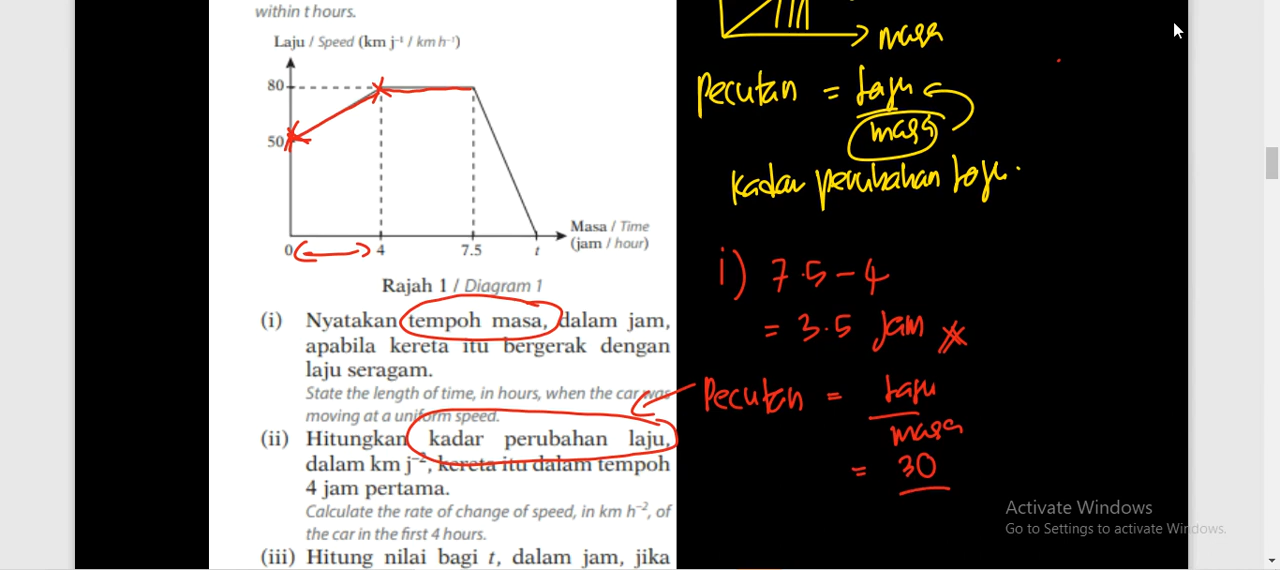 within t hours.
Laju / Speed (km j⁻¹ / km h⁻¹)
80
50
0
4
7.5
t
Masa / Time
(jam / hour)
Rajah 1 / Diagram 1
(i) Nyatakan tempoh masa, dalam jam,
apabila kereta itu bergerak dengan
laju seragam.
State the length of time, in hours, when the car was
moving at a uniform speed.
(ii) Hitungkan kadar perubahan laju,
dalam km j⁻², kereta itu dalam tempoh
4 jam pertama.
Calculate the rate of change of speed, in km h⁻², of
the car in the first 4 hours.
(iii) Hitung nilai bagi t, dalam jam, jika
masa
Pecutan = laju
masa
kadar perubahan laju.
i) 7.5 - 4
= 3.5 jam
Pecutan = laju
masa
= 30
Activate Windows
Go to Settings to activate Windows.